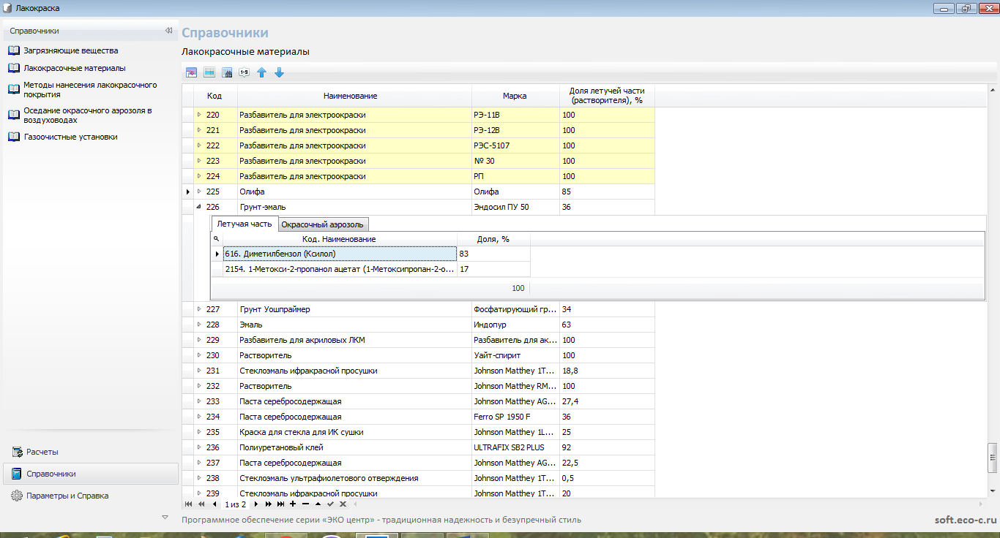 Лакокраска
Справочники
Загрязняющие вещества
Лакокрасочные материалы
Методы нанесения лакокрасочного
покрытия
Оседание окрасочного аэрозоля в
воздуховодах
Газоочистные установки
Расчеты
Справочники
Параметры и Справка
Справочники
Лакокрасочные материалы
1-9
Код Наименование Марка Доля летучей части
(растворителя), %
220 Разбавитель для электроокраски РЭ-11В 100
221 Разбавитель для электроокраски РЭ-12В 100
222 Разбавитель для электроокраски РЭС-5107 100
223 Разбавитель для электроокраски № 30 100
224 Разбавитель для электроокраски РП 100
225 Олифа Олифа 85
226 Грунт-эмаль Эндосил ПУ 50 36
Летучая часть Окрасочный аэрозоль
Код. Наименование Доля, %
616. Диметилбензол (Ксилол) 83
2154. 1-Метокси-2-пропанол ацетат (1-Метоксипропан-2-о... 17
100
227 Грунт Уошпраймер Фосфатирующий гр... 34
228 Эмаль Индопур 63
229 Разбавитель для акриловых ЛКМ Разбавитель для ак... 100
230 Растворитель Уайт-спирит 100
231 Стеклоэмаль ифракрасной просушки Johnson Matthey 1T... 18,8
232 Растворитель Johnson Matthey RM... 100
233 Паста серебросодержащая Johnson Matthey AG... 27,4
234 Паста серебросодержащая Ferro SP 1950 F 36
235 Краска для стекла для ИК сушки Johnson Matthey 1L... 25
236 Полиуретановый клей ULTRAFIX SB2 PLUS 92
237 Паста серебросодержащая Johnson Matthey AG... 22,5
238 Стеклоэмаль ультрафиолетового отверждения Johnson Matthey 1T... 0,5
239 Стеклоэмаль ифракрасной просушки Johnson Matthey 1T... 20
1 из 2
Программное обеспечение серии «ЭКО центр» - традиционная надежность и безупречный стиль
soft.eco-c.ru